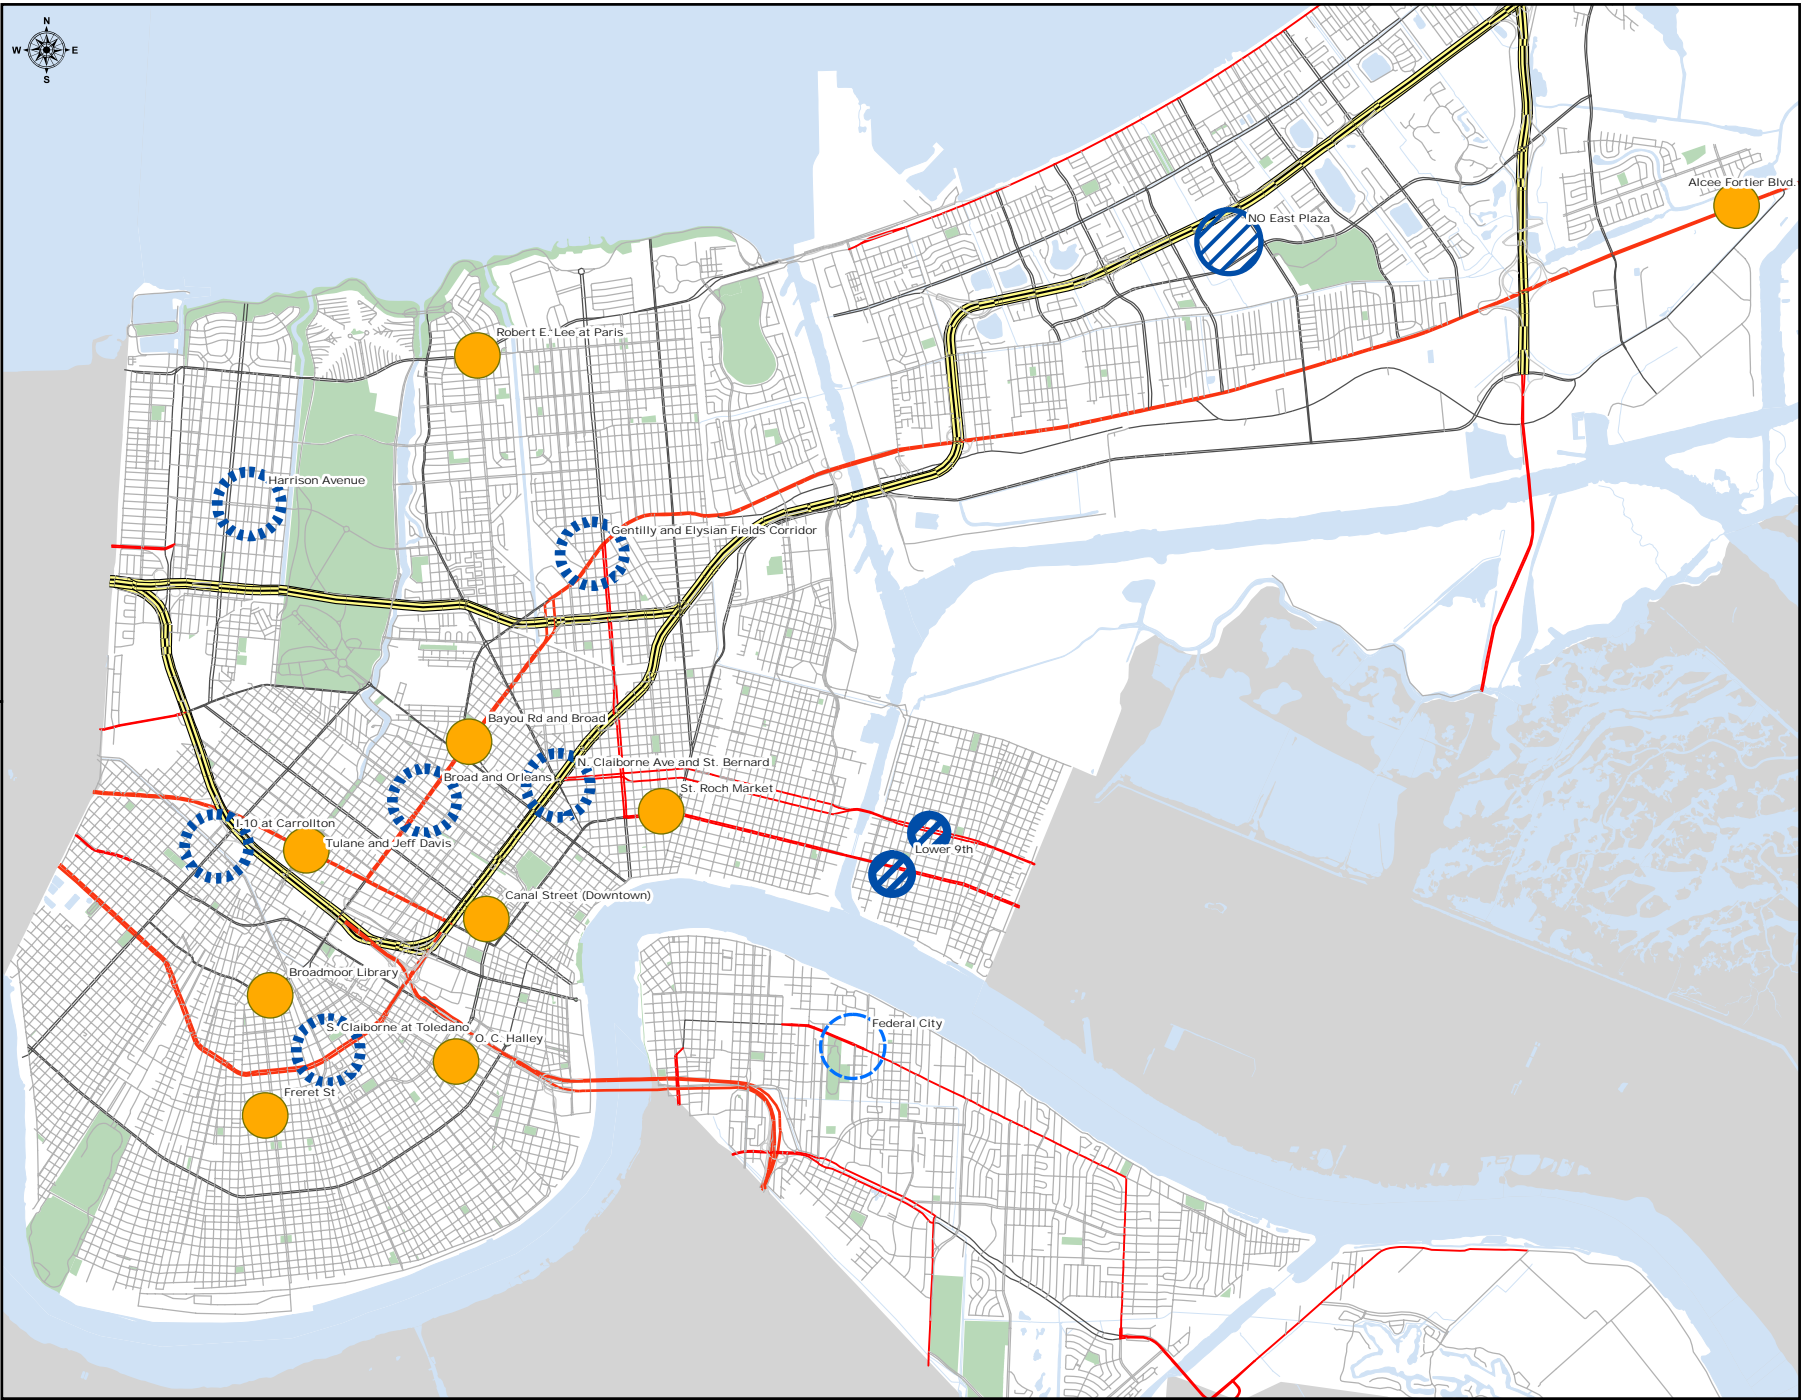 N
W
E
S
Alcee Fortier Blvd.
NO East Plaza
Robert E. Lee at Paris
Harrison Avenue
Gentilly and Elysian Fields Corridor
Bayou Rd and Broad
N. Claiborne Ave and St. Bernard
Broad and Orleans
St. Roch Market
I-10 at Carrollton
Tulane and Jeff Davis
Lower 9th
Canal Street (Downtown)
Broadmoor Library
Federal City
S. Claiborne at Toledano
O. C. Halley
Freret St